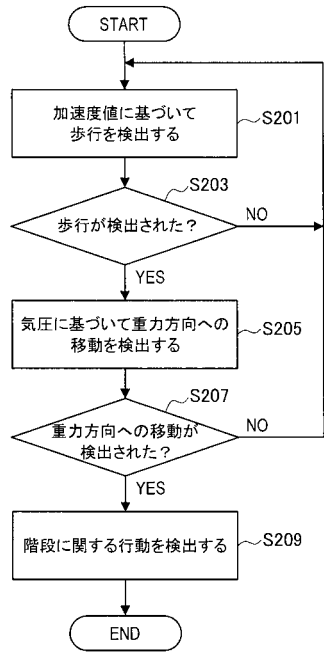 START
加速度値に基づいて
歩行を検出する
S201
S203
歩行が検出された?
NO
YES
気圧に基づいて重力方向への
移動を検出する
S205
S207
重力方向への移動が
検出された?
NO
YES
階段に関する行動を検出する
S209
END